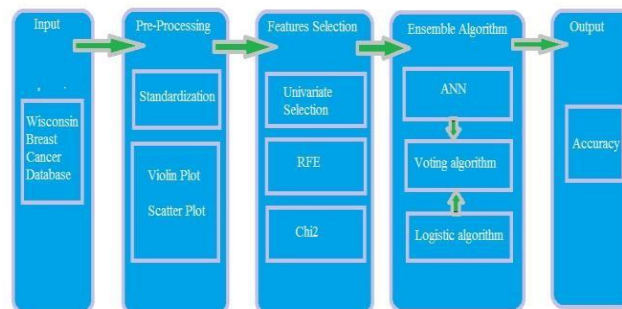 Input
Wisconsin
Breast
Cancer
Database
Pre-Processing
Standardization
Violin Plot
Scatter Plot
Features Selection
Univariate
Selection
RFE
Chi2
Ensemble Algorithm
ANN
Voting algorithm
Logistic algorithm
Output
Accuracy